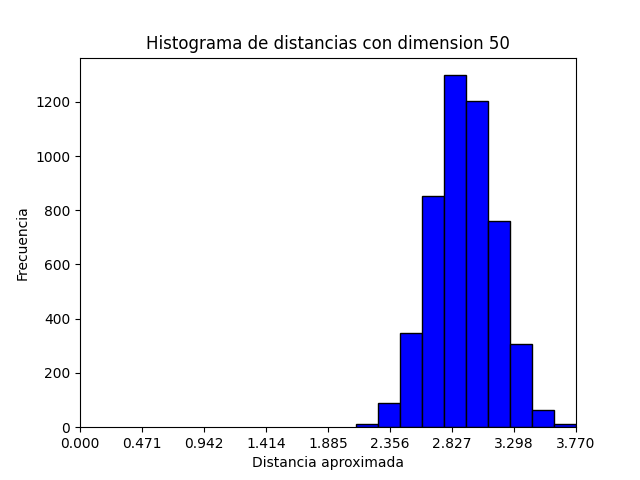 Histograma de distancias con dimension 50
Frecuencia
1200
1000
800
600
400
200
0
0.000 0.471 0.942 1.414 1.885 2.356 2.827 3.298 3.770
Distancia aproximada